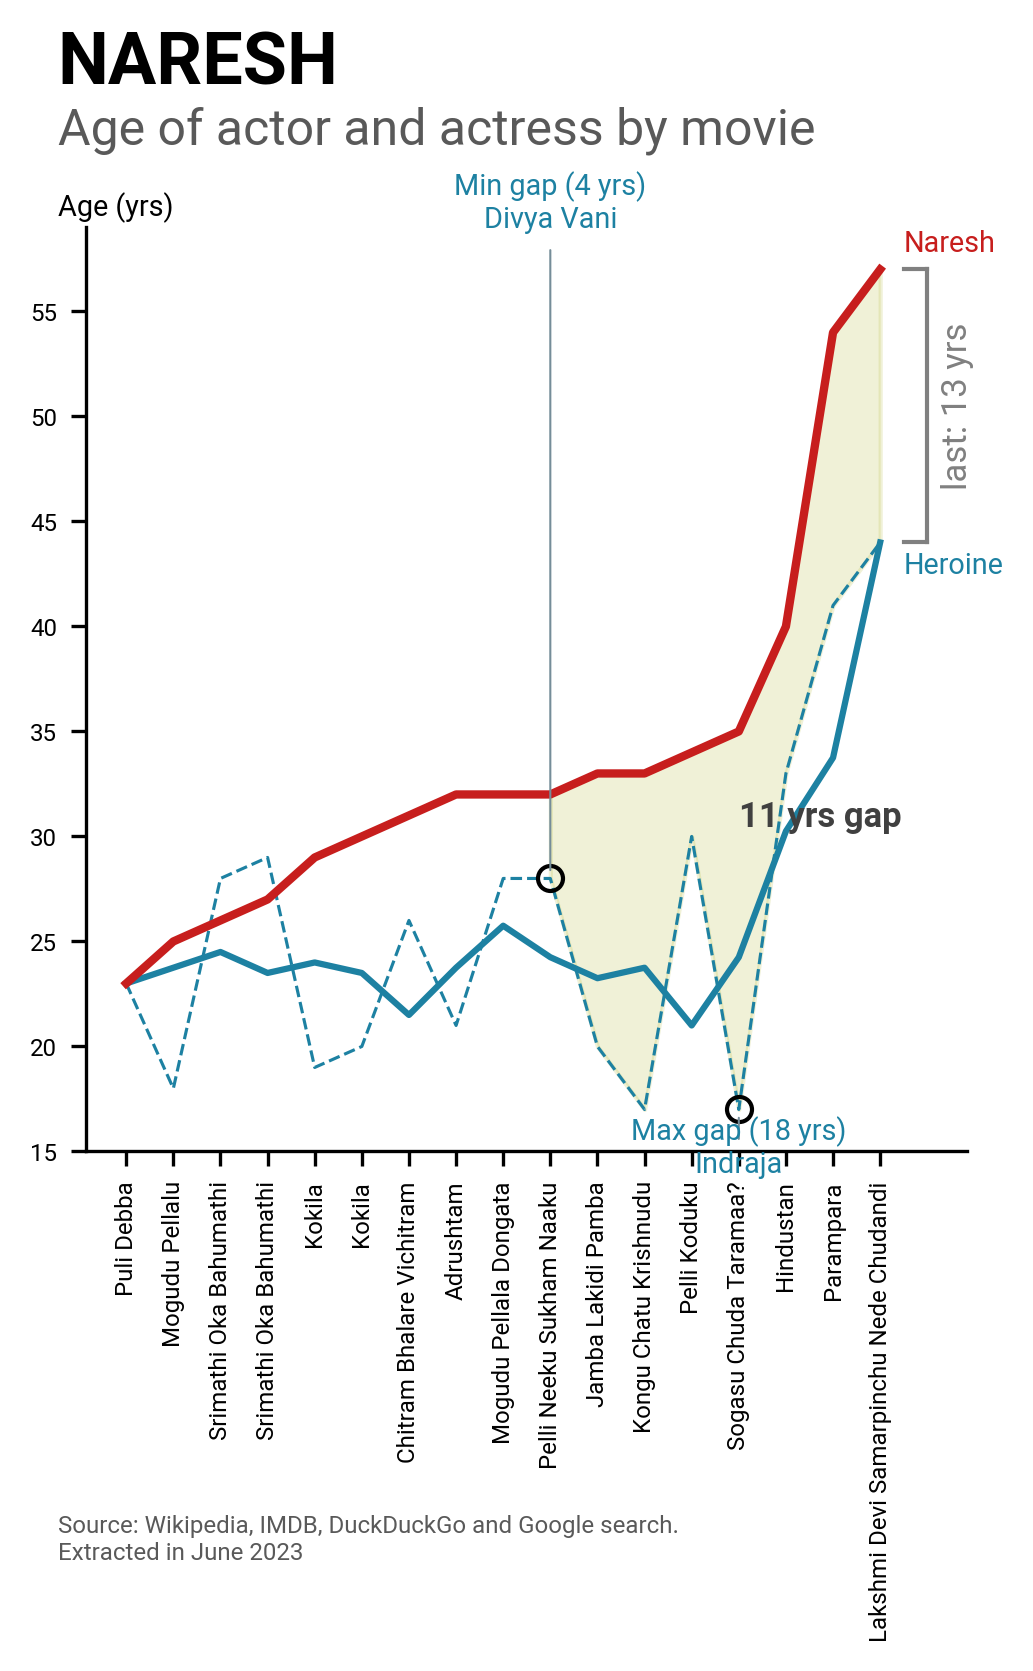 NARESH
Age of actor and actress by movie
Min gap (4 yrs)
Divya Vani
Age (yrs)
Naresh
last: 13 yrs
Heroine
55
50
45
40
35
30
25
20
15
11 yrs gap
Max gap (18 yrs)
Indraja
Puli Debba
Mogudu Pellalu
Srimathi Oka Bahumathi
Srimathi Oka Bahumathi
Kokila
Kokila
Chitram Bhalare Vichitram
Adrushtam
Mogudu Pellala Dongata
Pelli Neeku Sukham Naaku
Jamba Lakidi Pamba
Kongu Chatu Krishnudu
Pelli Koduku
Sogasu Chuda Taramaa?
Hindustan
Parampara
Lakshmi Devi Samarpinchu Nede Chudandi
Source: Wikipedia, IMDB, DuckDuckGo and Google search.
Extracted in June 2023